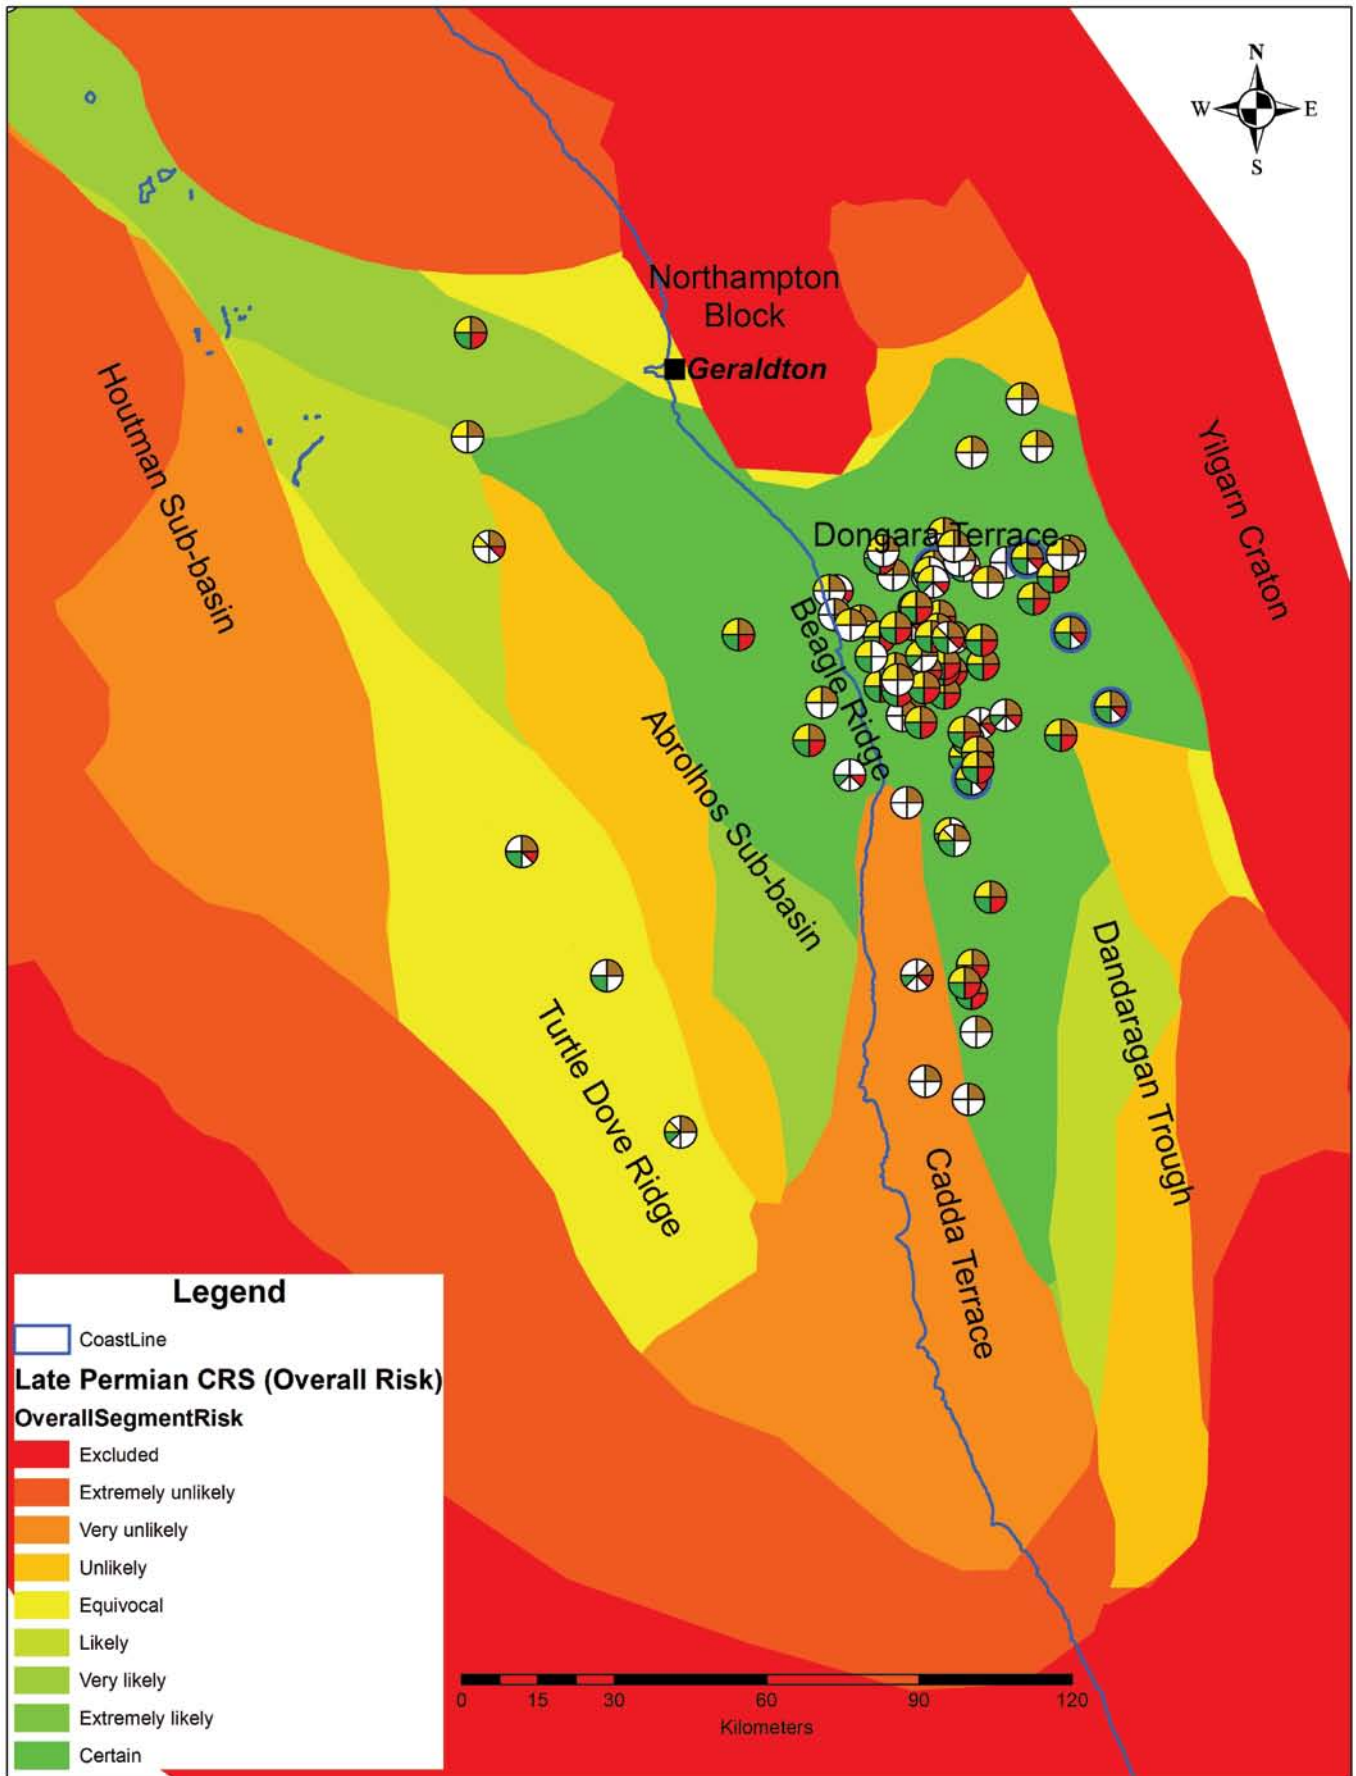 N
W E
S
Northampton
Block
Geraldton
Houtman Sub-basin
Yilgarn Craton
Dongara Terrace
Beagle Ridge
Abrolhos Sub-basin
Turtle Dove Ridge
Dandaragan Trough
Cadda Terrace
Legend
CoastLine
Late Permian CRS (Overall Risk)
OverallSegmentRisk
Excluded
Extremely unlikely
Very unlikely
Unlikely
Equivocal
Likely
Very likely
Extremely likely
Certain
0 15 30 60 90 120
Kilometers